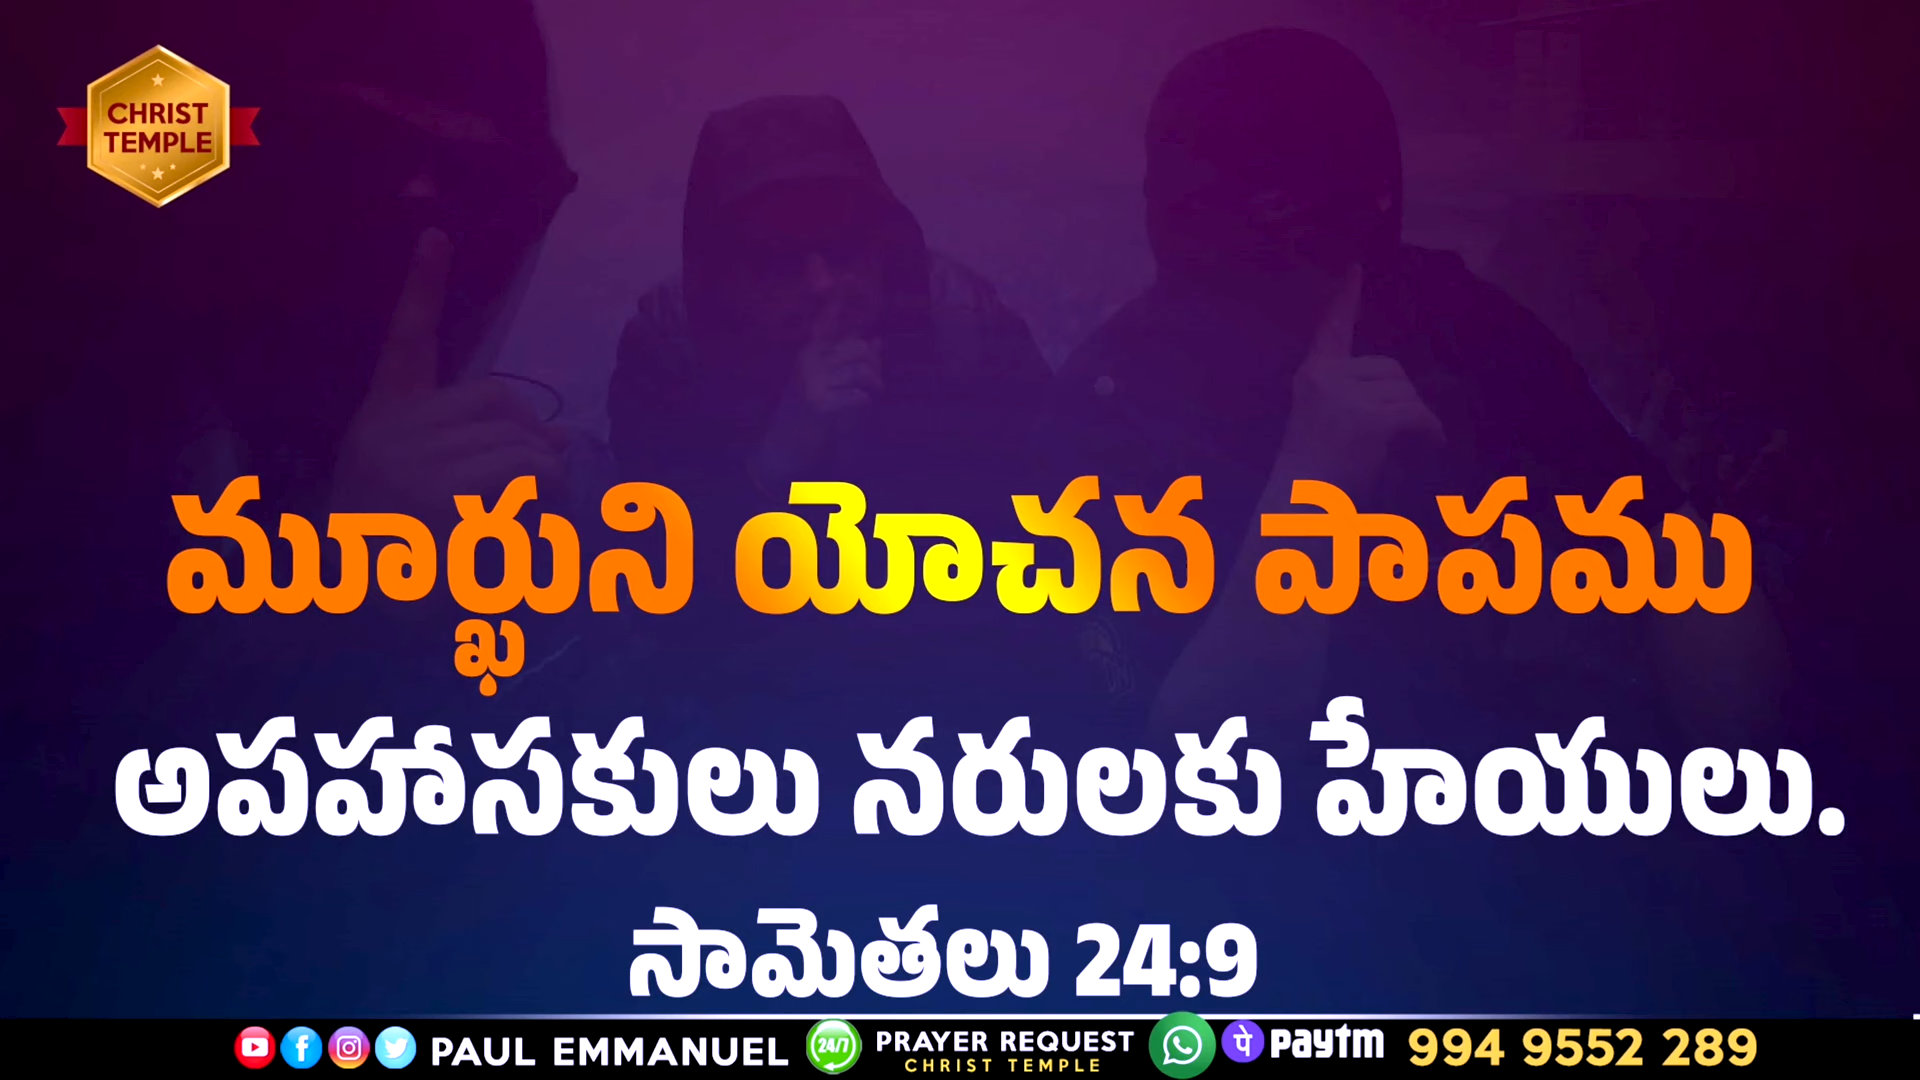 CHRIST
TEMPLE
మూర్ఖుని యోచన పాపము
అపహాసకులు నరులకు హేయులు.
సామెతలు 24:9
PAUL EMMANUEL 24/7 PRAYER REQUEST पे paytm 994 9552 289
CHRIST TEMPLE